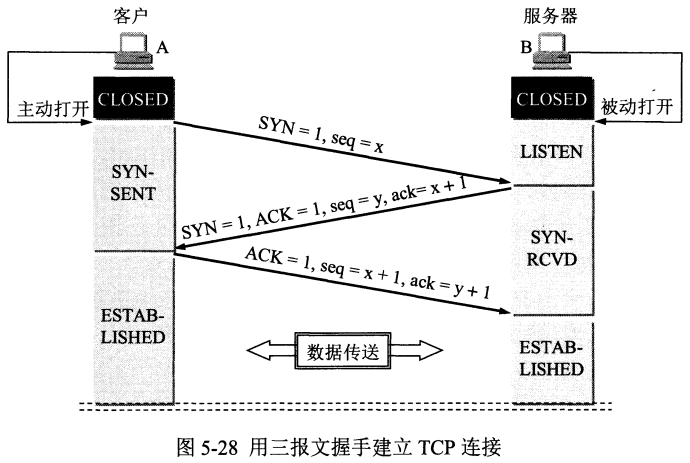 客户
服务器
A
B
CLOSED
CLOSED
主动打开
被动打开
SYN = 1, seq = x
LISTEN
SYN-
SENT
SYN = 1, ACK = 1, seq = y, ack= x + 1
SYN-
RCVD
ACK = 1, seq = x + 1, ack = y + 1
ESTAB-
LISHED
数据传送
ESTAB-
LISHED
图 5-28 用三报文握手建立 TCP 连接